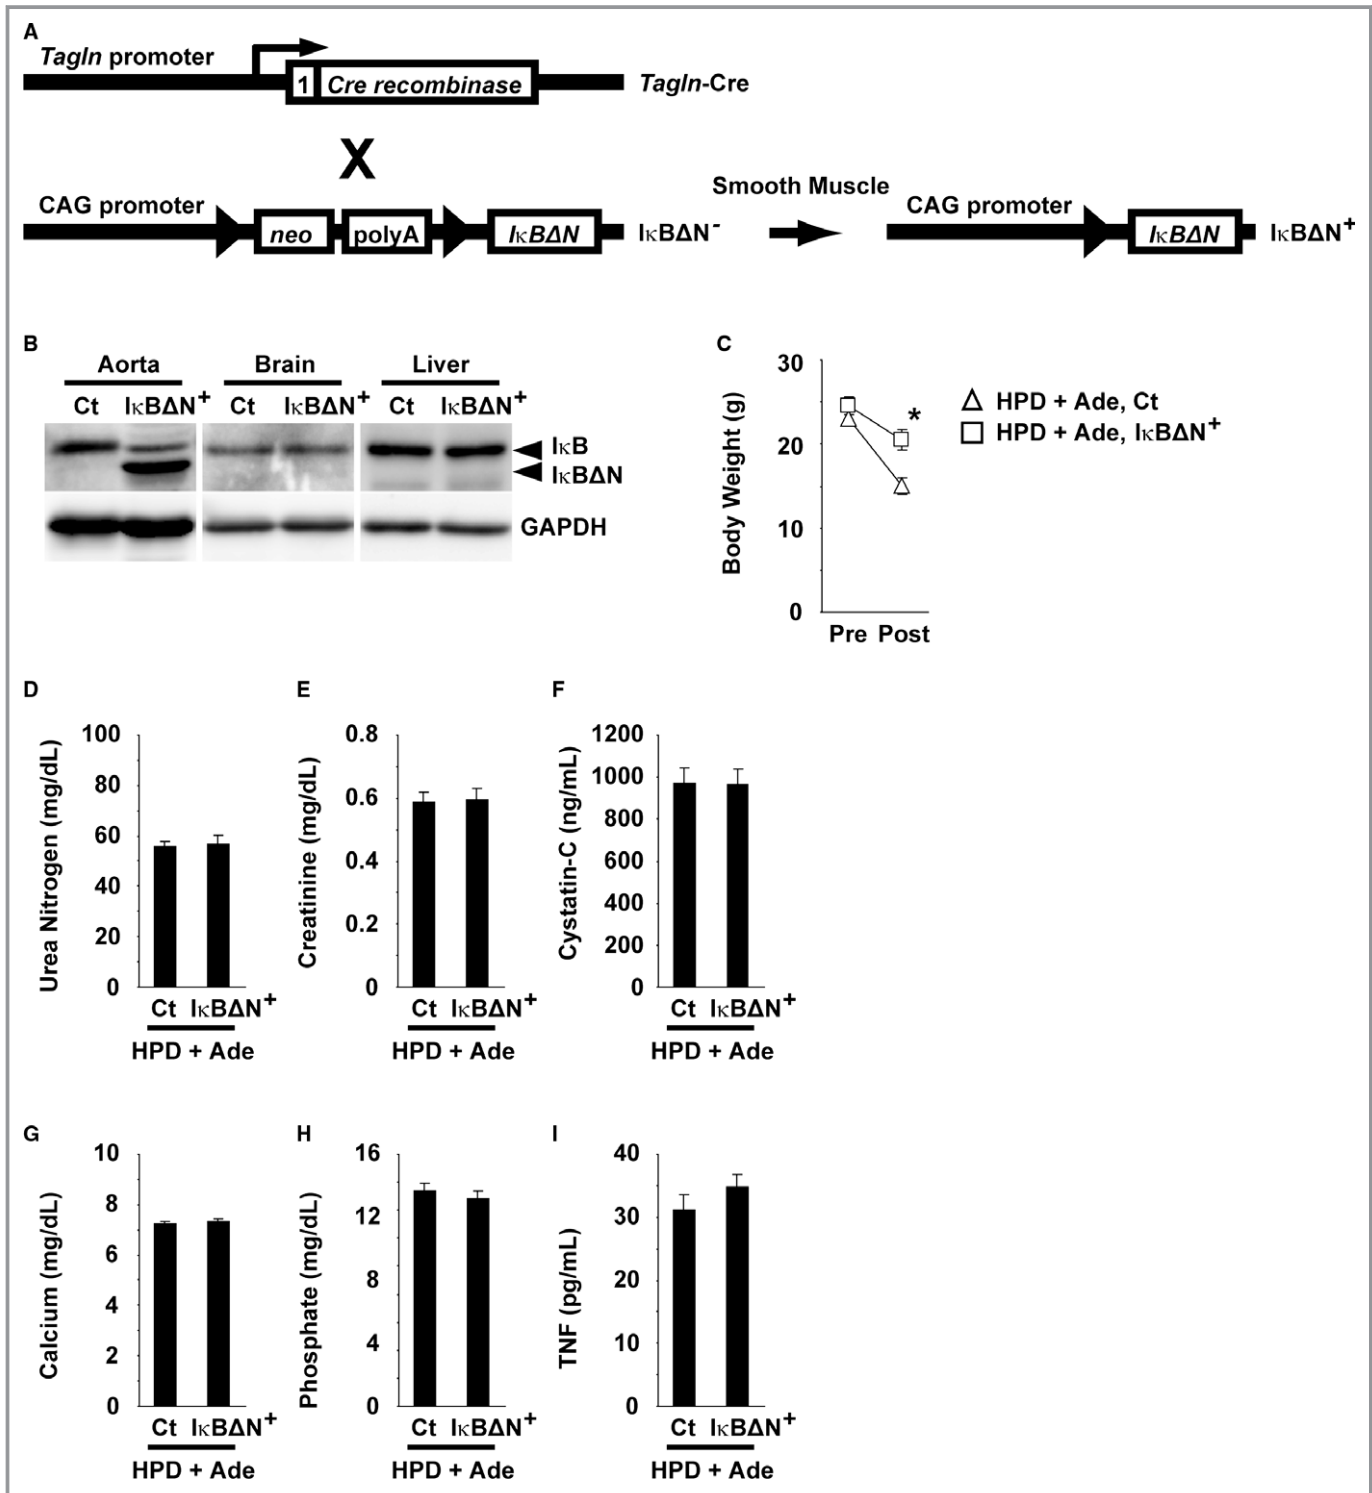 A
Tagln promoter
1 Cre recombinase
Tagln-Cre
X
CAG promoter
neo
polyA
IκBΔN
IκBΔN⁻
Smooth Muscle
CAG promoter
IκBΔN
IκBΔN⁺
B
Aorta Brain Liver
Ct IκBΔN⁺ Ct IκBΔN⁺ Ct IκBΔN⁺
IκB
IκBΔN
GAPDH
C
Body Weight (g)
30
20
10
0
Pre Post
*
HPD + Ade, Ct
HPD + Ade, IκBΔN⁺
D
Urea Nitrogen (mg/dL)
100
80
60
40
20
0
Ct IκBΔN⁺
HPD + Ade
E
Creatinine (mg/dL)
0.8
0.6
0.4
0.2
0
Ct IκBΔN⁺
HPD + Ade
F
Cystatin-C (ng/mL)
1200
1000
800
600
400
200
0
Ct IκBΔN⁺
HPD + Ade
G
Calcium (mg/dL)
10
8
6
4
2
0
Ct IκBΔN⁺
HPD + Ade
H
Phosphate (mg/dL)
16
12
8
4
0
Ct IκBΔN⁺
HPD + Ade
I
TNF (pg/mL)
40
30
20
10
0
Ct IκBΔN⁺
HPD + Ade